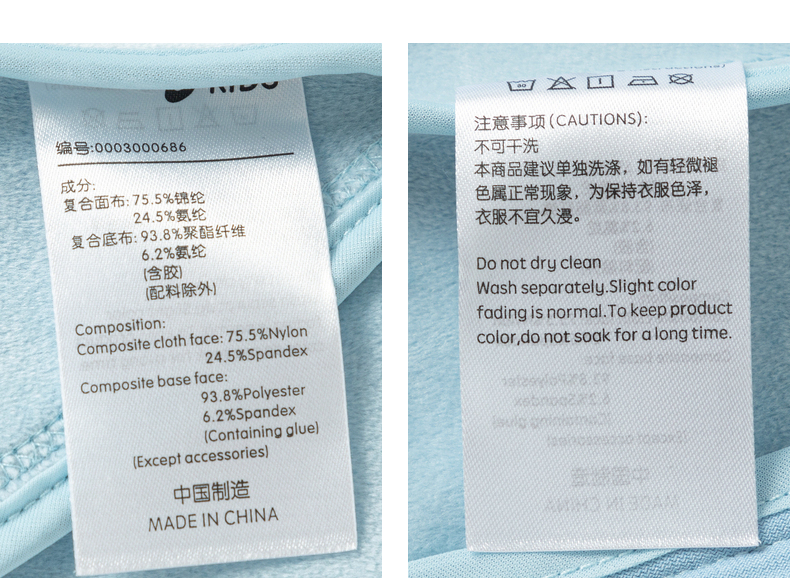 KIDS
编号:0003000686
成分:
复合面布:75.5%锦纶
24.5%氨纶
复合底布:93.8%聚酯纤维
6.2%氨纶
(含胶)
(配料除外)
Composition:
Composite cloth face: 75.5%Nylon
24.5%Spandex
Composite base face:
93.8%Polyester
6.2%Spandex
(Containing glue)
(Except accessories)
中国制造
MADE IN CHINA
注意事项(CAUTIONS):
不可干洗
本商品建议单独洗涤，如有轻微褪
色属正常现象，为保持衣服色泽，
衣服不宜久浸。
Do not dry clean
Wash separately.Slight color
fading is normal.To keep product
color,do not soak for a long time.